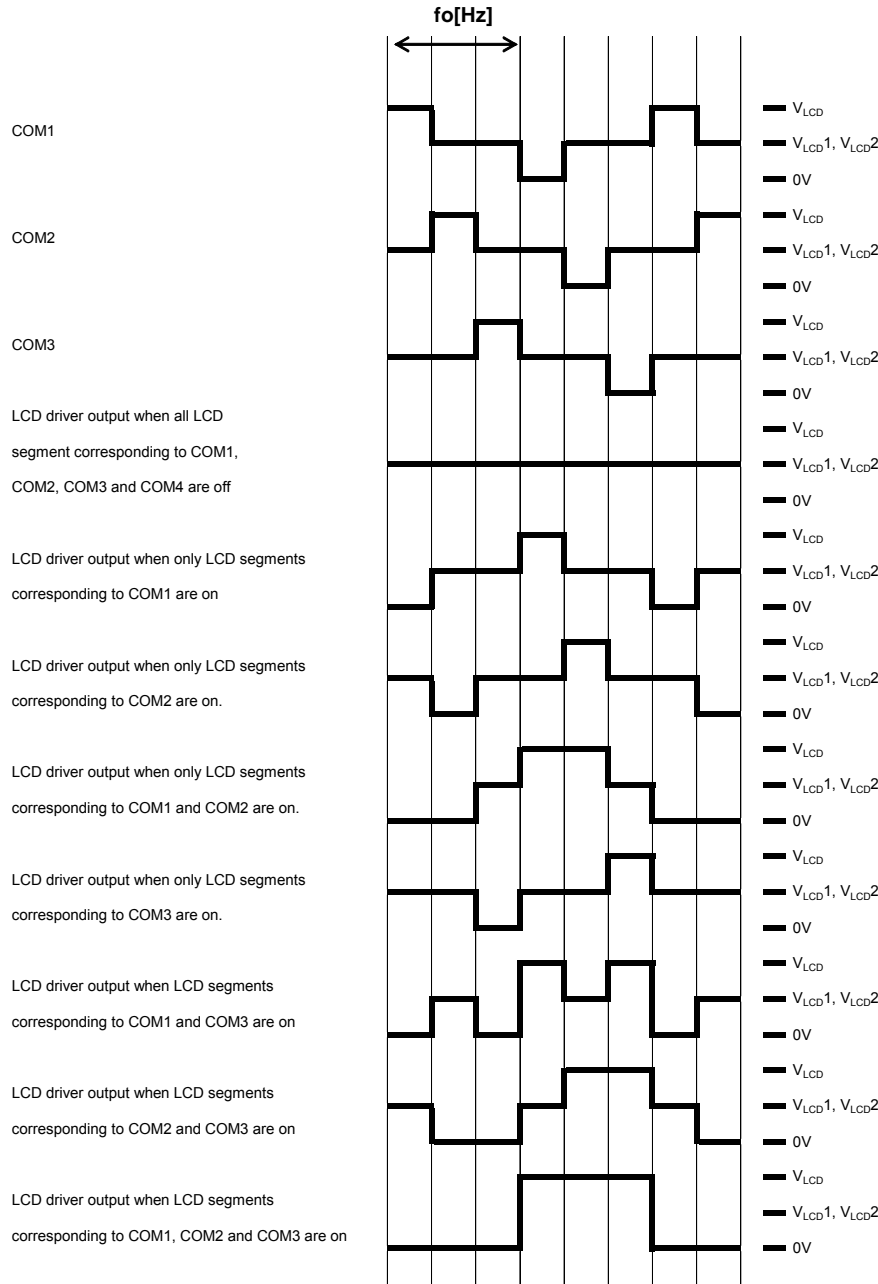 fo[Hz]
COM1
VLCD
VLCD1, VLCD2
0V
COM2
VLCD
VLCD1, VLCD2
0V
COM3
VLCD
VLCD1, VLCD2
0V
LCD driver output when all LCD
segment corresponding to COM1,
COM2, COM3 and COM4 are off
VLCD
VLCD1, VLCD2
0V
LCD driver output when only LCD segments
corresponding to COM1 are on
VLCD
VLCD1, VLCD2
0V
LCD driver output when only LCD segments
corresponding to COM2 are on.
VLCD
VLCD1, VLCD2
0V
LCD driver output when only LCD segments
corresponding to COM1 and COM2 are on.
VLCD
VLCD1, VLCD2
0V
LCD driver output when only LCD segments
corresponding to COM3 are on.
VLCD
VLCD1, VLCD2
0V
LCD driver output when LCD segments
corresponding to COM1 and COM3 are on
VLCD
VLCD1, VLCD2
0V
LCD driver output when LCD segments
corresponding to COM2 and COM3 are on
VLCD
VLCD1, VLCD2
0V
LCD driver output when LCD segments
corresponding to COM1, COM2 and COM3 are on
VLCD
VLCD1, VLCD2
0V